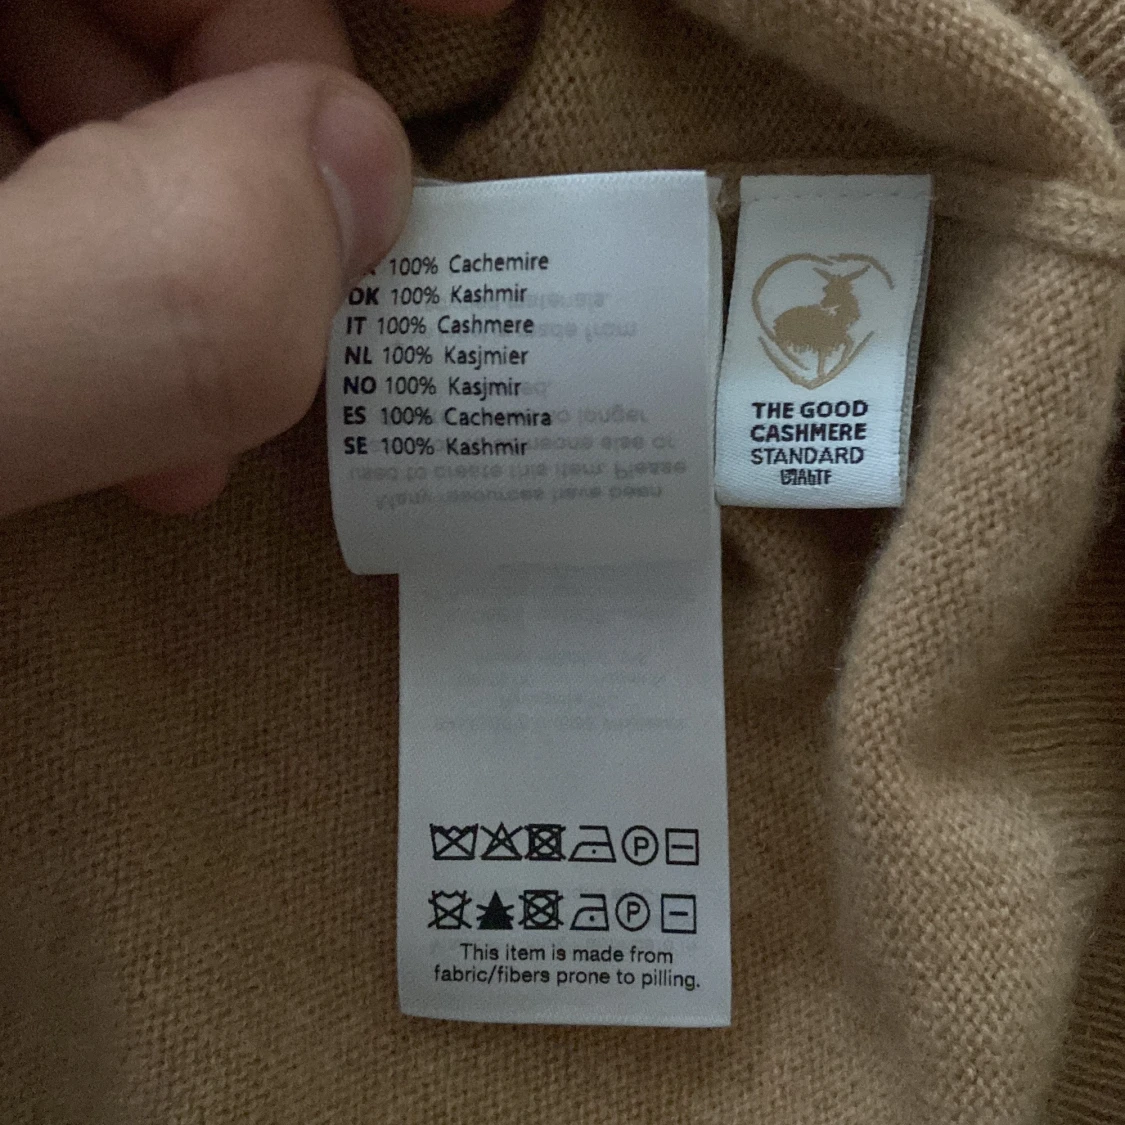 100% Cachemire
DK 100% Kashmir
IT 100% Cashmere
NL 100% Kasjmier
NO 100% Kasjmir
ES 100% Cachemira
SE 100% Kashmir
THE GOOD
CASHMERE
STANDARD
P
P
This item is made from
fabric/fibers prone to pilling.